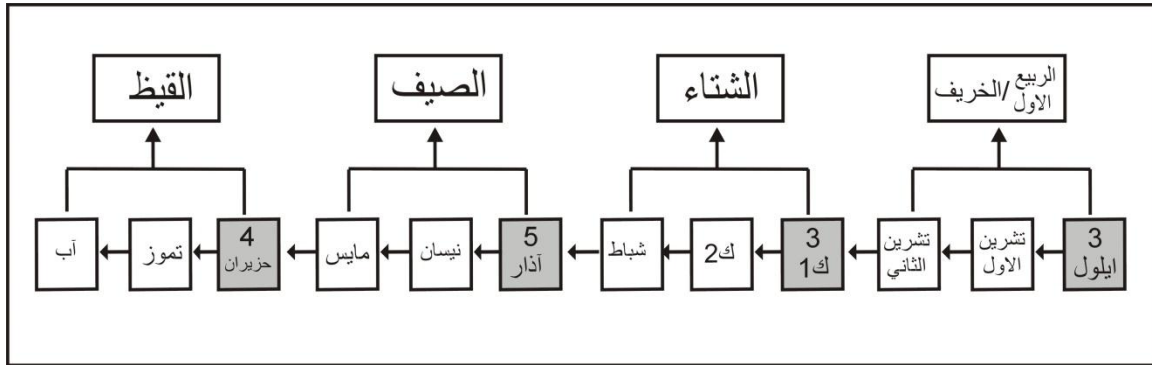 الربيع
الاول
/الخريف
الشتاء
الصيف
القيظ
3
ايلول
تشرين
الاول
تشرين
الثاني
3
ك1
ك2
شباط
5
آذار
نيسان
مايس
4
حزيران
تموز
آب